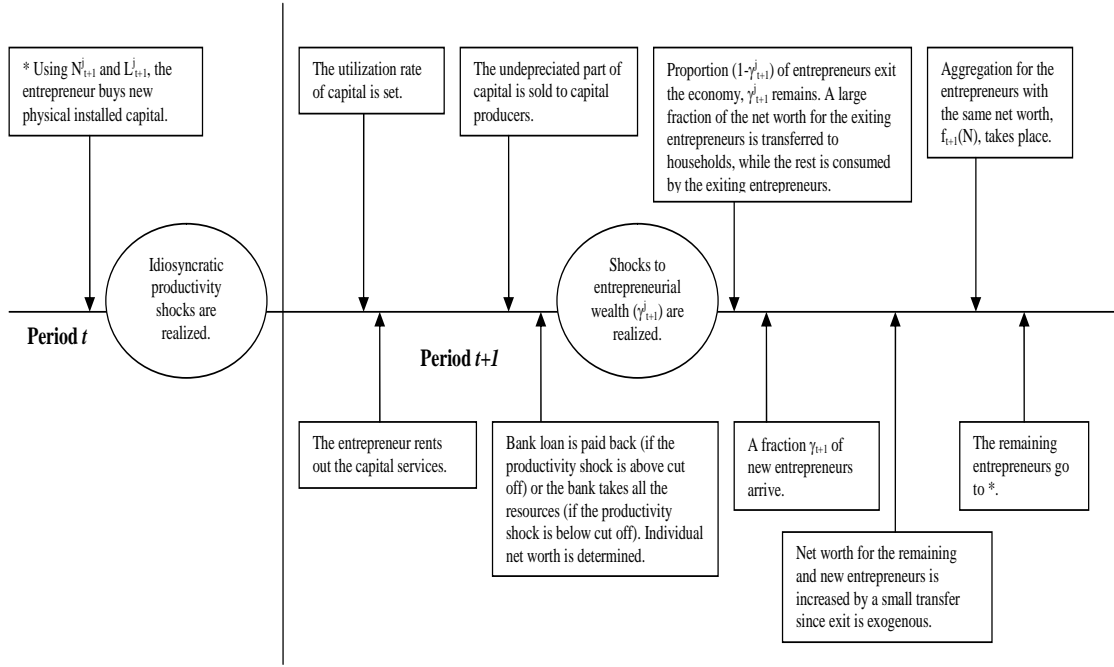 * Using N^j_{t+1} and L^j_{t+1}, the
entrepreneur buys new
physical installed capital.
The utilization rate
of capital is set.
The undepreciated part of
capital is sold to capital
producers.
Proportion (1-γ^j_{t+1}) of entrepreneurs exit
the economy, γ^j_{t+1} remains. A large
fraction of the net worth for the exiting
entrepreneurs is transferred to
households, while the rest is consumed
by the exiting entrepreneurs.
Aggregation for the
entrepreneurs with
the same net worth,
f_{t+1}(N), takes place.
Idiosyncratic
productivity
shocks are
realized.
Shocks to
entrepreneurial
wealth (γ^j_{t+1}) are
realized.
Period t
Period t+1
The entrepreneur rents
out the capital services.
Bank loan is paid back (if the
productivity shock is above cut
off) or the bank takes all the
resources (if the productivity
shock is below cut off). Individual
net worth is determined.
A fraction γ_{t+1} of
new entrepreneurs
arrive.
Net worth for the remaining
and new entrepreneurs is
increased by a small transfer
since exit is exogenous.
The remaining
entrepreneurs go
to *.